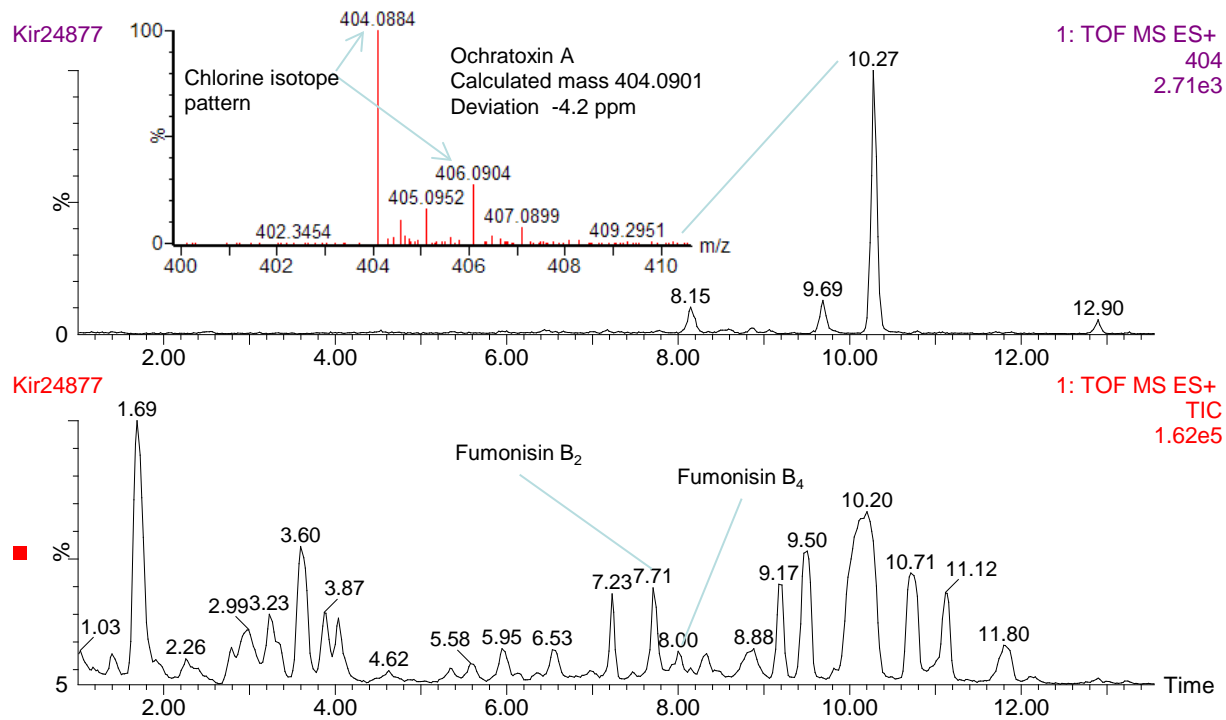 Kir24877
1: TOF MS ES+
404
2.71e3
404.0884
100
Ochratoxin A
Calculated mass 404.0901
Deviation -4.2 ppm
Chlorine isotope
pattern
%
406.0904
405.0952
407.0899
402.3454
409.2951
0
m/z
400 402 404 406 408 410
10.27
%
8.15
9.69
12.90
0
2.00 4.00 6.00 8.00 10.00 12.00
Kir24877
1: TOF MS ES+
TIC
1.62e5
1.69
Fumonisin B₂
Fumonisin B₄
10.20
3.60
9.50
%
7.23
7.71
9.17
10.71
11.12
3.87
2.99
3.23
1.03
2.26
4.62
5.58
5.95
6.53
8.00
8.88
11.80
5
Time
2.00 4.00 6.00 8.00 10.00 12.00